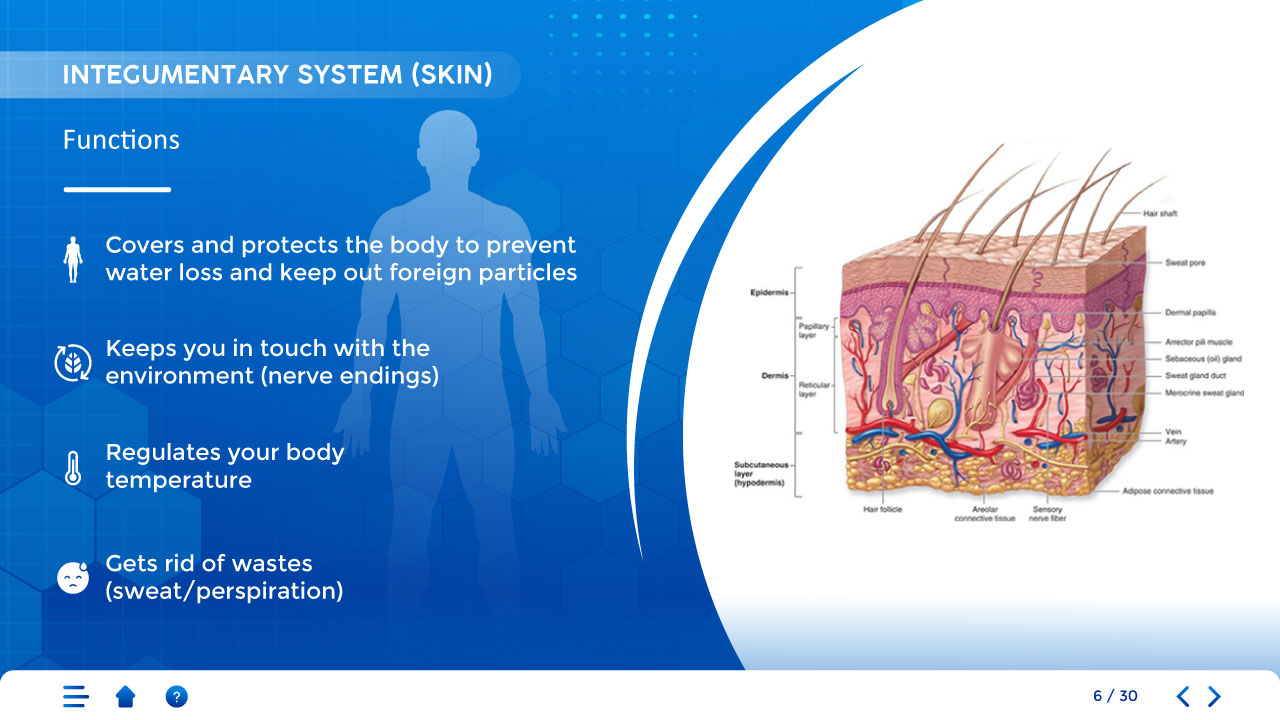 INTEGUMENTARY SYSTEM (SKIN)
Functions
Covers and protects the body to prevent
water loss and keep out foreign particles
Keeps you in touch with the
environment (nerve endings)
Regulates your body
temperature
Gets rid of wastes
(sweat/perspiration)
Epidermis
Papillary
layer
Dermis
Reticular
layer
Subcutaneous
layer
(hypodermis)
Hair shaft
Sweat pore
Dermal papilla
Arrector pili muscle
Sebaceous (oil) gland
Sweat gland duct
Merocrine sweat gland
Vein
Artery
Adipose connective tissue
Hair follicle
Areolar
connective tissue
Sensory
nerve fiber
?
6 / 30